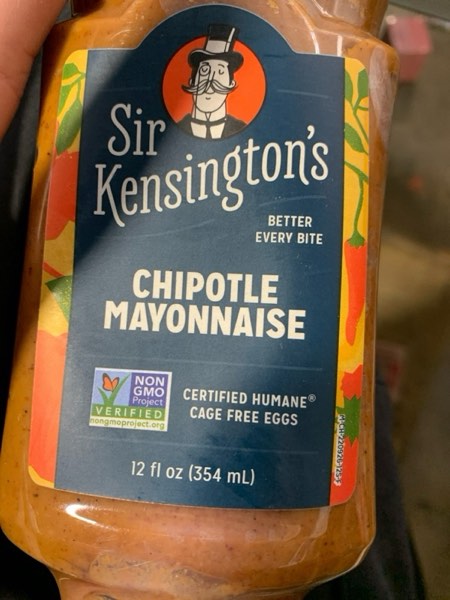 Sir
Kensington's
BETTER
EVERY BITE
CHIPOTLE
MAYONNAISE
NON
GMO
Project
VERIFIED
nongmoproject.org
CERTIFIED HUMANE®
CAGE FREE EGGS
12 fl oz (354 mL)